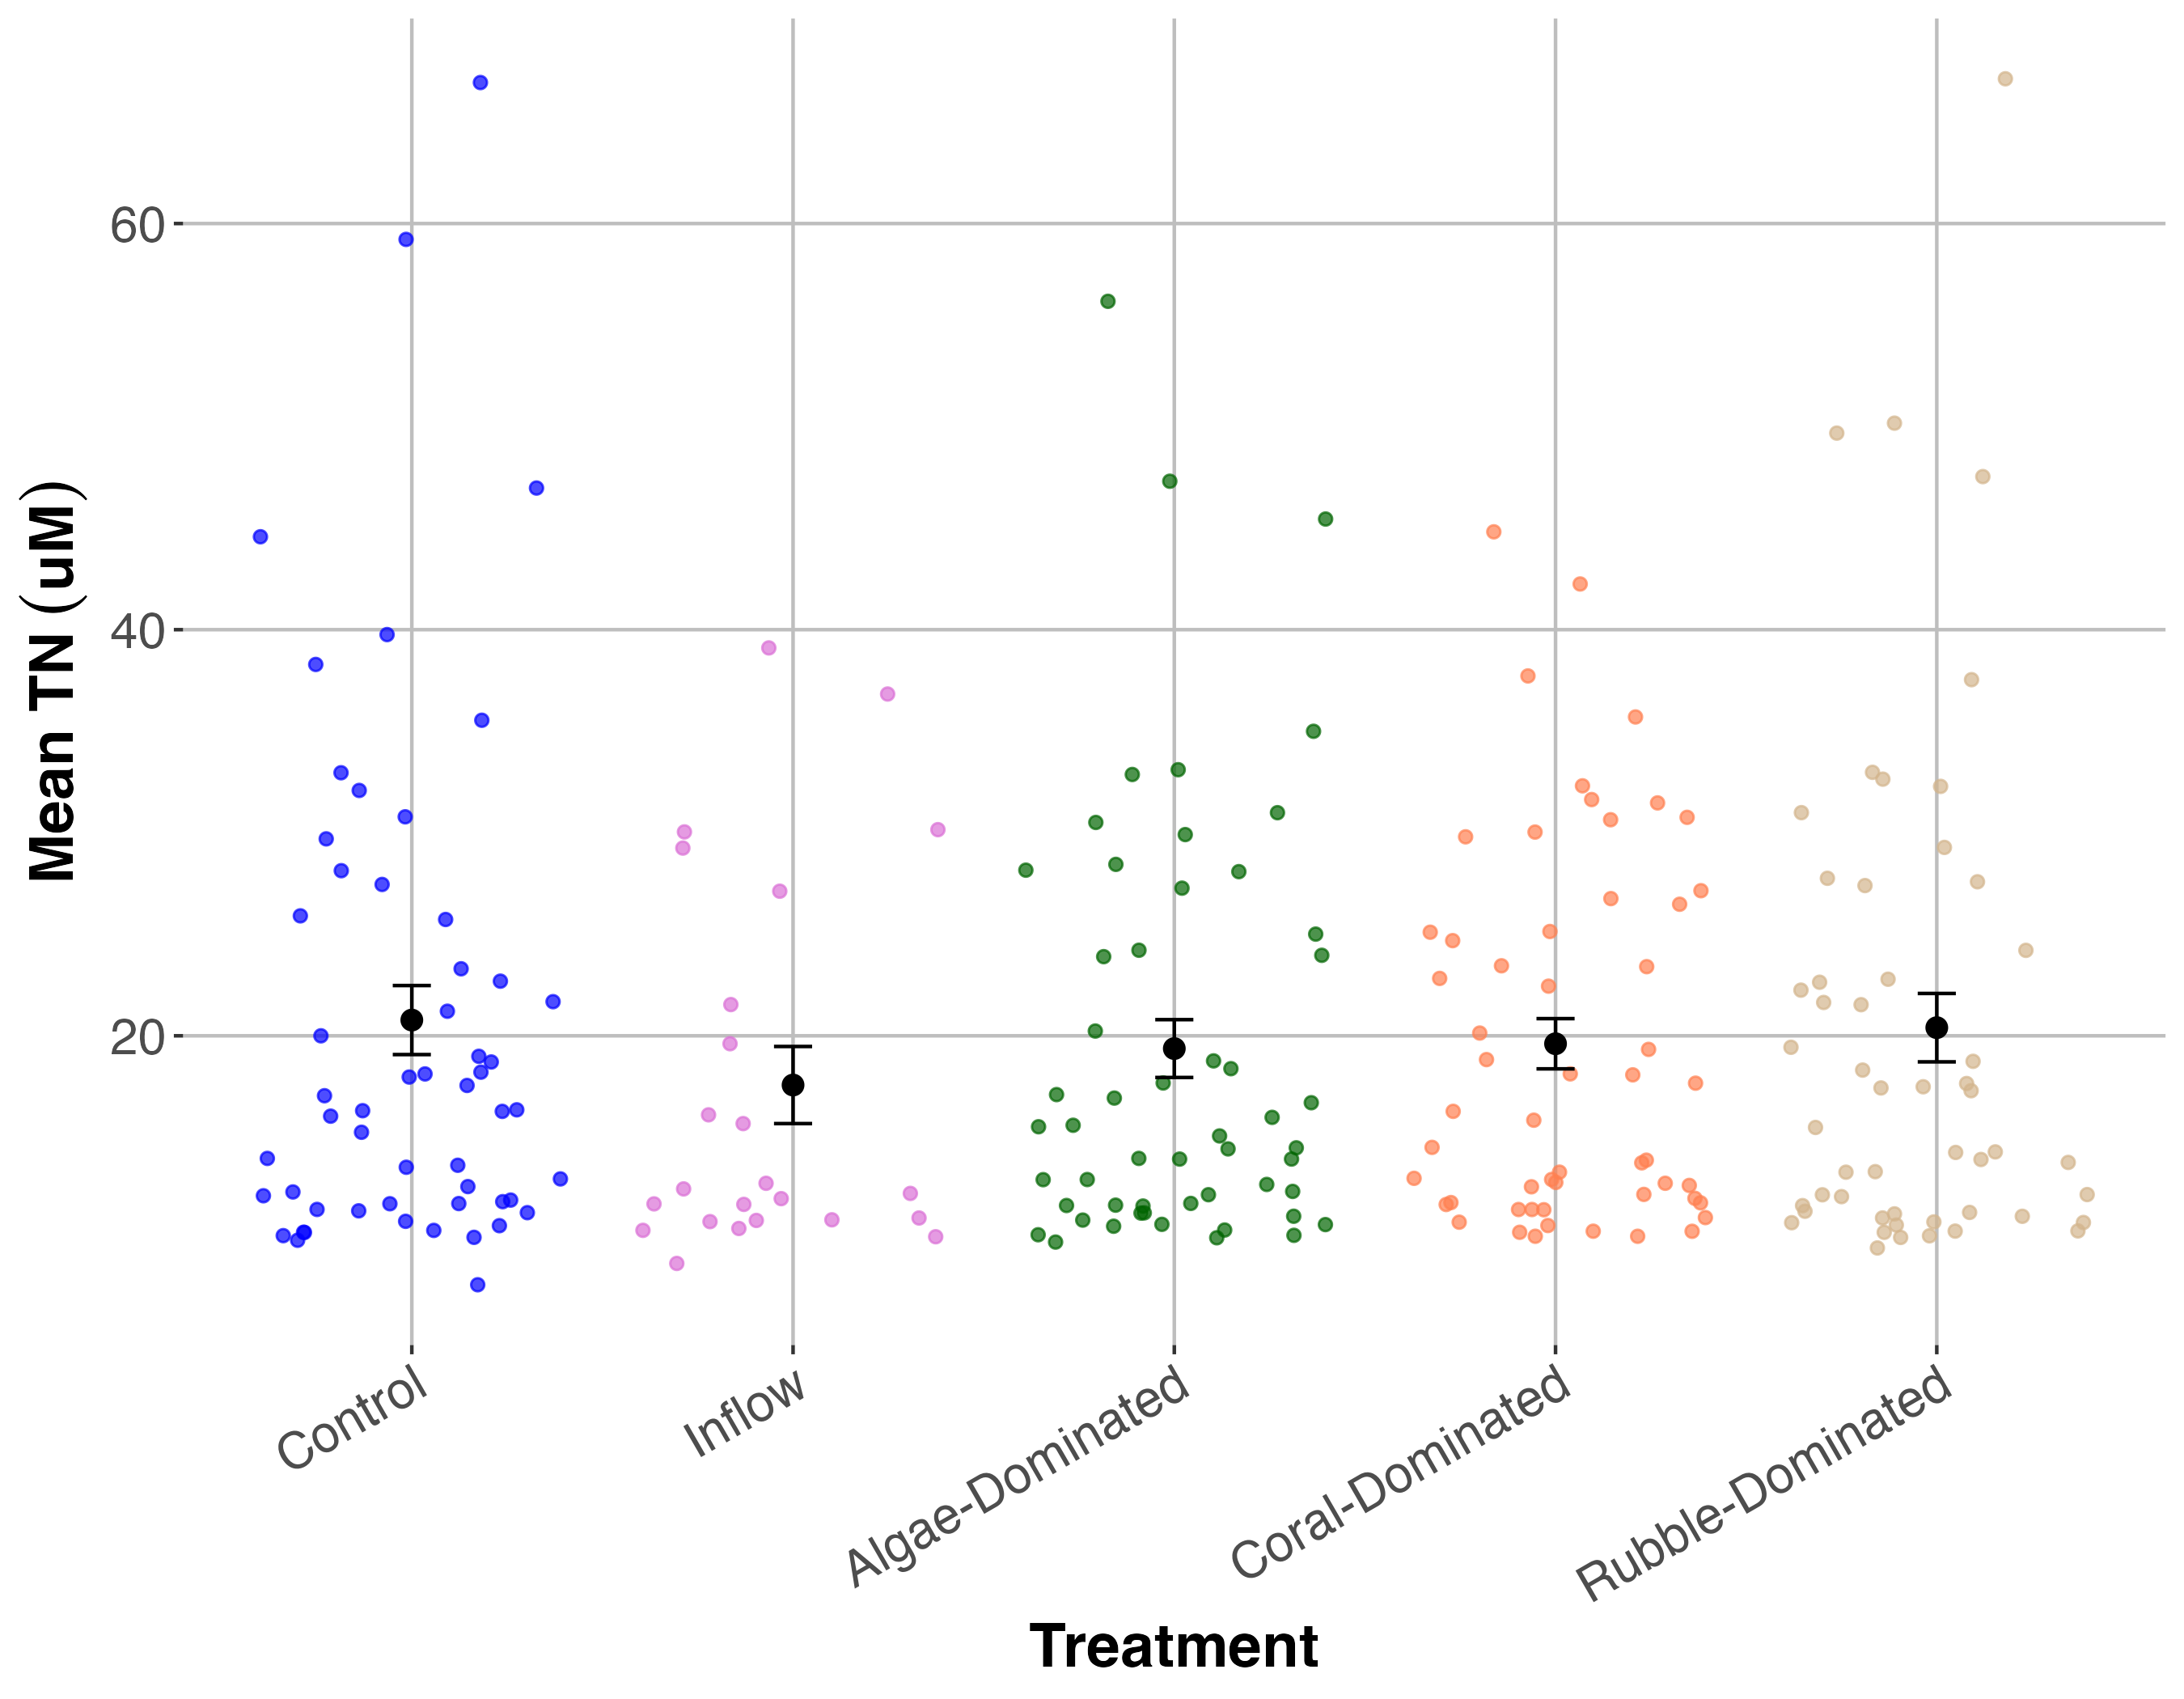 Mean TN (uM)
60
40
20
Control
Inflow
Algae-Dominated
Coral-Dominated
Rubble-Dominated
Treatment